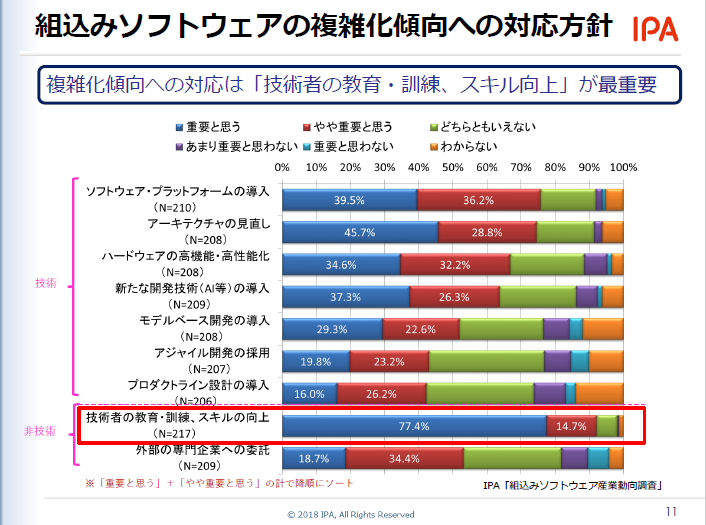 組込みソフトウェアの複雑化傾向への対応方針 IPA
複雑化傾向への対応は「技術者の教育・訓練、スキル向上」が最重要
重要と思う やや重要と思う どちらともいえない
あまり重要と思わない 重要と思わない わからない
0% 10% 20% 30% 40% 50% 60% 70% 80% 90% 100%
ソフトウェア・プラットフォームの導入
(N=210) 39.5% 36.2%
アーキテクチャの見直し
(N=208) 45.7% 28.8%
ハードウェアの高機能・高性能化
(N=208) 34.6% 32.2%
技術
新たな開発技術(AI等)の導入
(N=209) 37.3% 26.3%
モデルベース開発の導入
(N=208) 29.3% 22.6%
アジャイル開発の採用
(N=207) 19.8% 23.2%
プロダクトライン設計の導入
(N=206) 16.0% 26.2%
非技術
技術者の教育・訓練、スキルの向上
(N=217) 77.4% 14.7%
外部の専門企業への委託
(N=209) 18.7% 34.4%
※「重要と思う」+「やや重要と思う」の計で降順にソート
IPA「組込みソフトウェア産業動向調査」
© 2018 IPA, All Rights Reserved
11